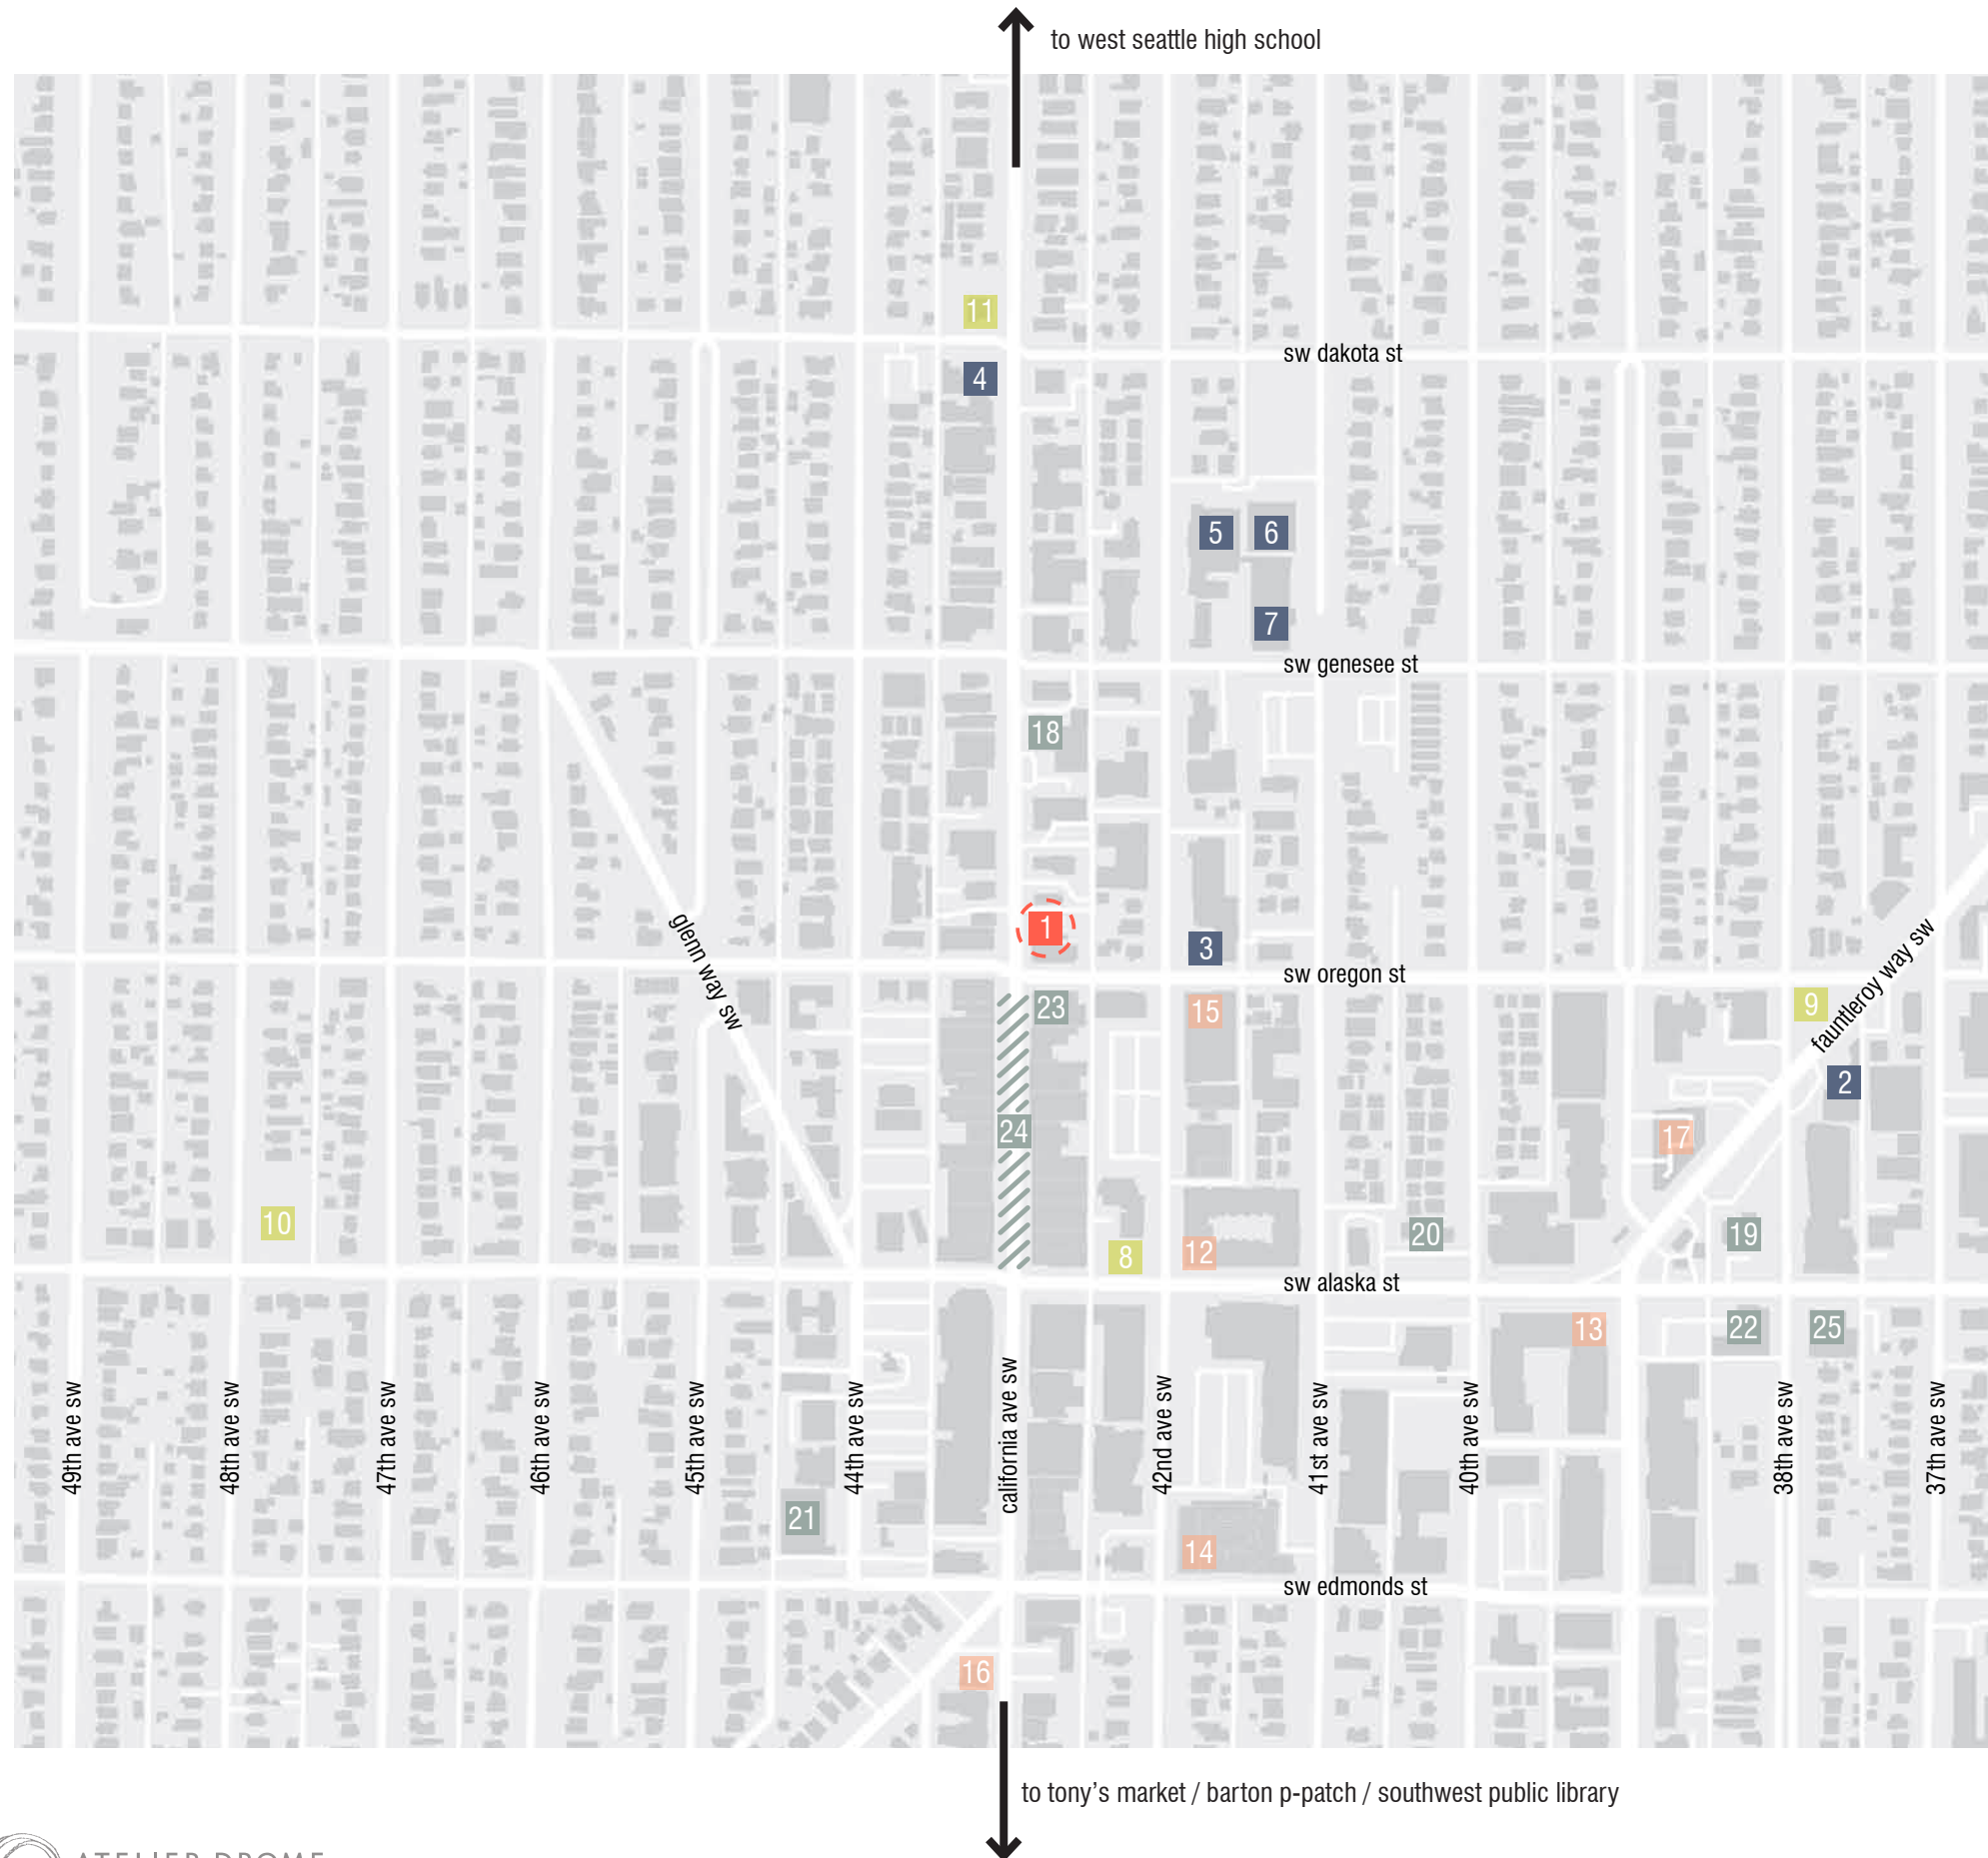 to west seattle high school
11
sw dakota st
4
5
6
7
sw genesee st
18
glenn way sw
1
3
sw oregon st
fauntleroy way sw
23
15
9
2
24
17
10
8
12
20
19
sw alaska st
13
22
25
49th ave sw
48th ave sw
47th ave sw
46th ave sw
45th ave sw
44th ave sw
california ave sw
42nd ave sw
41st ave sw
40th ave sw
38th ave sw
37th ave sw
21
14
sw edmonds st
16
to tony's market / barton p-patch / southwest public library
ATELIER DROME